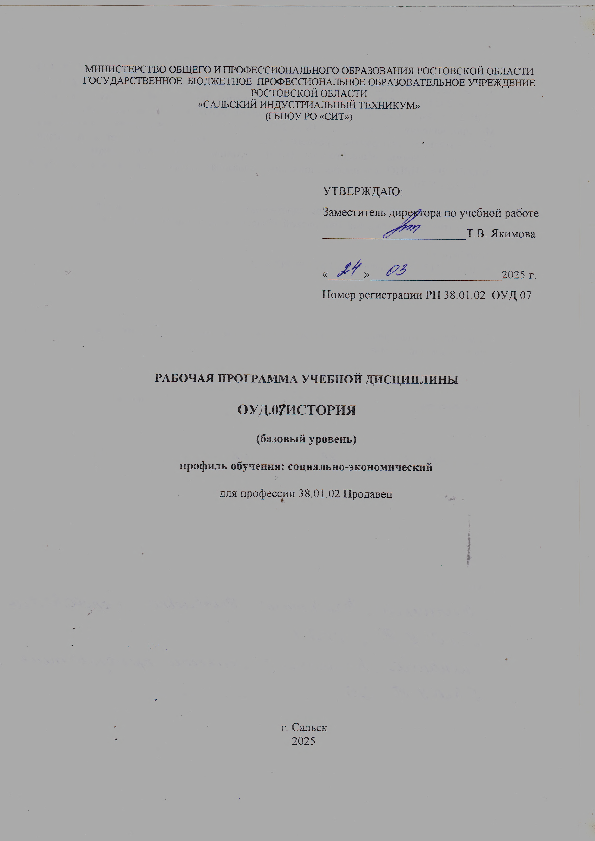 МИНИСТЕРСТВО ОБЩЕГО И ПРОФЕССИОНАЛЬНОГО ОБРАЗОВАНИЯ РОСТОВСКОЙ ОБЛАСТИ
ГОСУДАРСТВЕННОЕ БЮДЖЕТНОЕ ПРОФЕССИОНАЛЬНОЕ ОБРАЗОВАТЕЛЬНОЕ УЧРЕЖДЕНИЕ
РОСТОВСКОЙ ОБЛАСТИ
«САЛЬСКИЙ ИНДУСТРИАЛЬНЫЙ ТЕХНИКУМ»
(ГБПОУ РО «СИТ»)
УТВЕРЖДАЮ
Заместитель директора по учебной работе
Т.В. Якимова
« 24 » 03 2025 г.
Номер регистрации РП 38.01.02 ОУД 07
РАБОЧАЯ ПРОГРАММА УЧЕБНОЙ ДИСЦИПЛИНЫ
ОУД.07 ИСТОРИЯ
(базовый уровень)
профиль обучения: социально-экономический
для профессии 38.01.02 Продавец
г. Сальск
2025